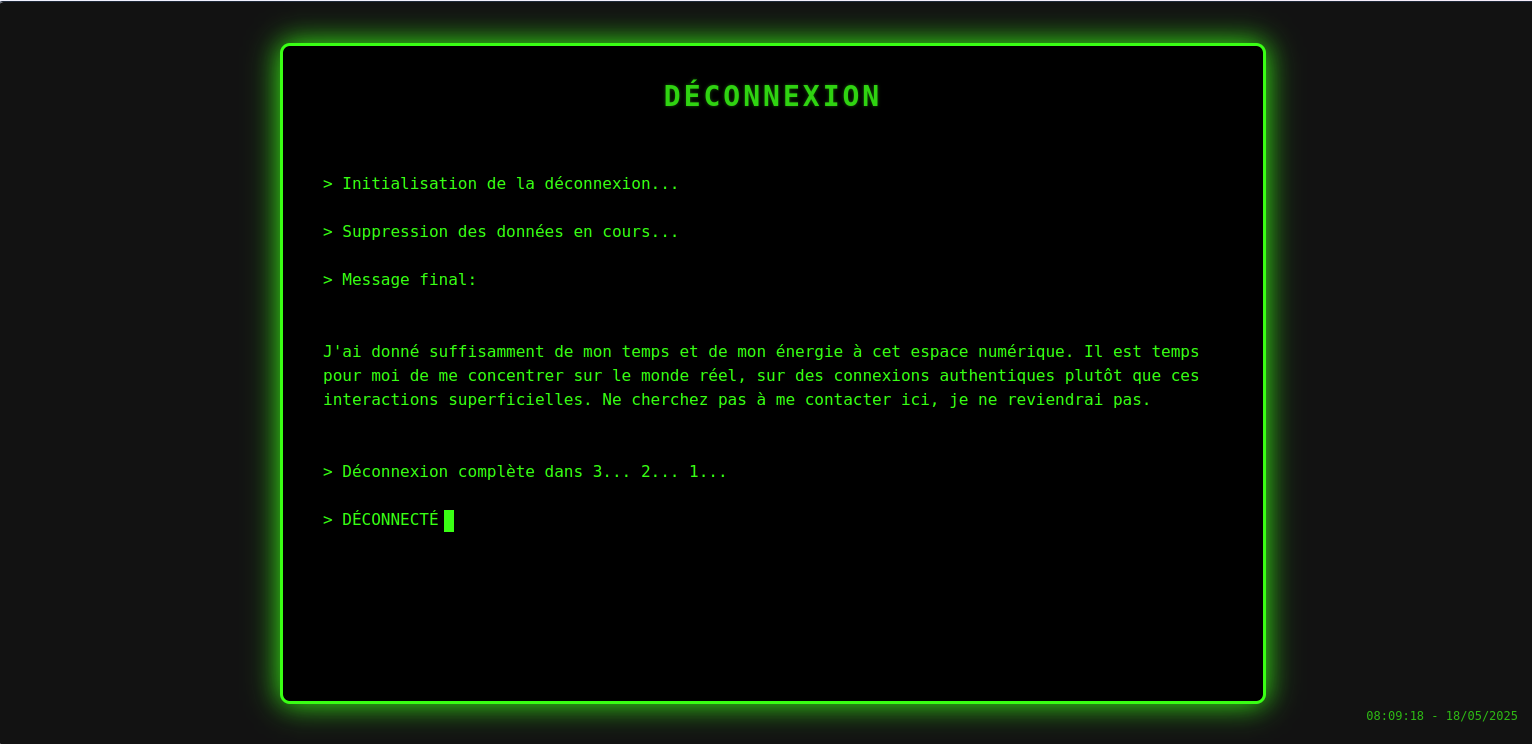 DÉCONNEXION
> Initialisation de la déconnexion...
> Suppression des données en cours...
> Message final:
J'ai donné suffisamment de mon temps et de mon énergie à cet espace numérique. Il est temps
pour moi de me concentrer sur le monde réel, sur des connexions authentiques plutôt que ces
interactions superficielles. Ne cherchez pas à me contacter ici, je ne reviendrai pas.
> Déconnexion complète dans 3... 2... 1...
> DÉCONNECTÉ
08:09:18 - 18/05/2025